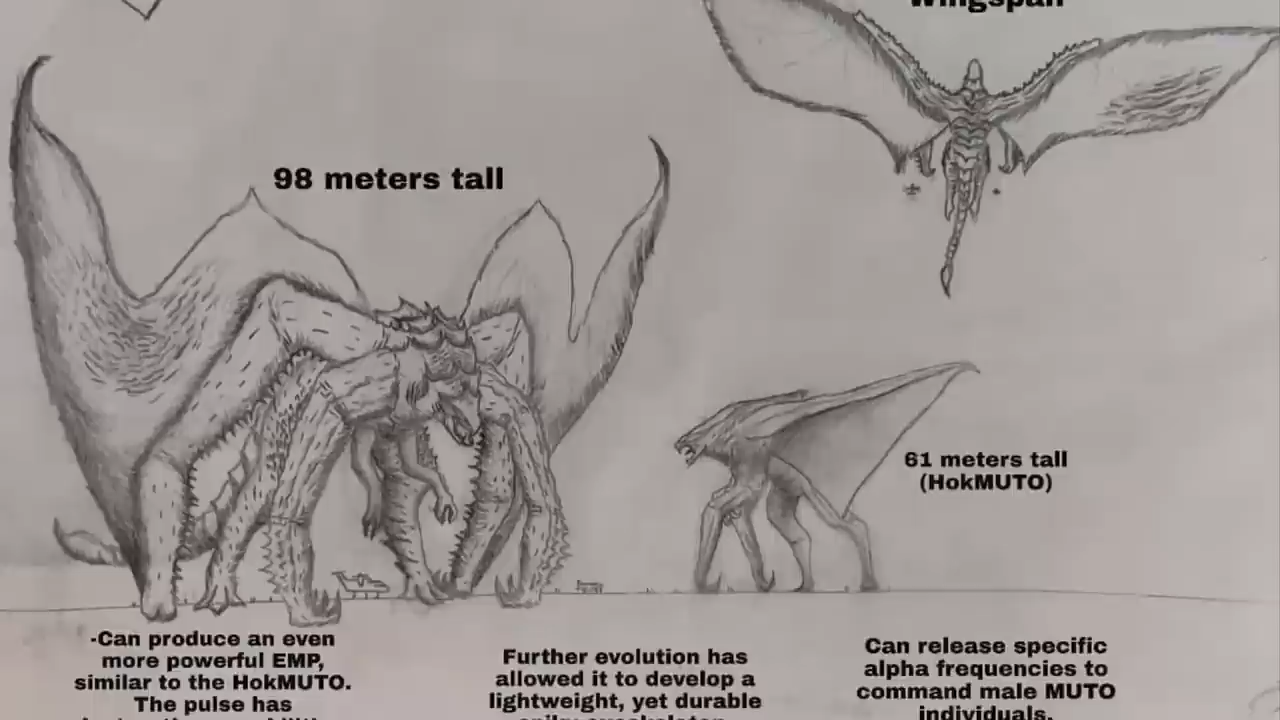 Wingspan
98 meters tall
61 meters tall
(HokMUTO)
-Can produce an even
more powerful EMP,
similar to the HokMUTO.
The pulse has
Further evolution has
allowed it to develop a
lightweight, yet durable
spiky exoskeleton
Can release specific
alpha frequencies to
command male MUTO
individuals.